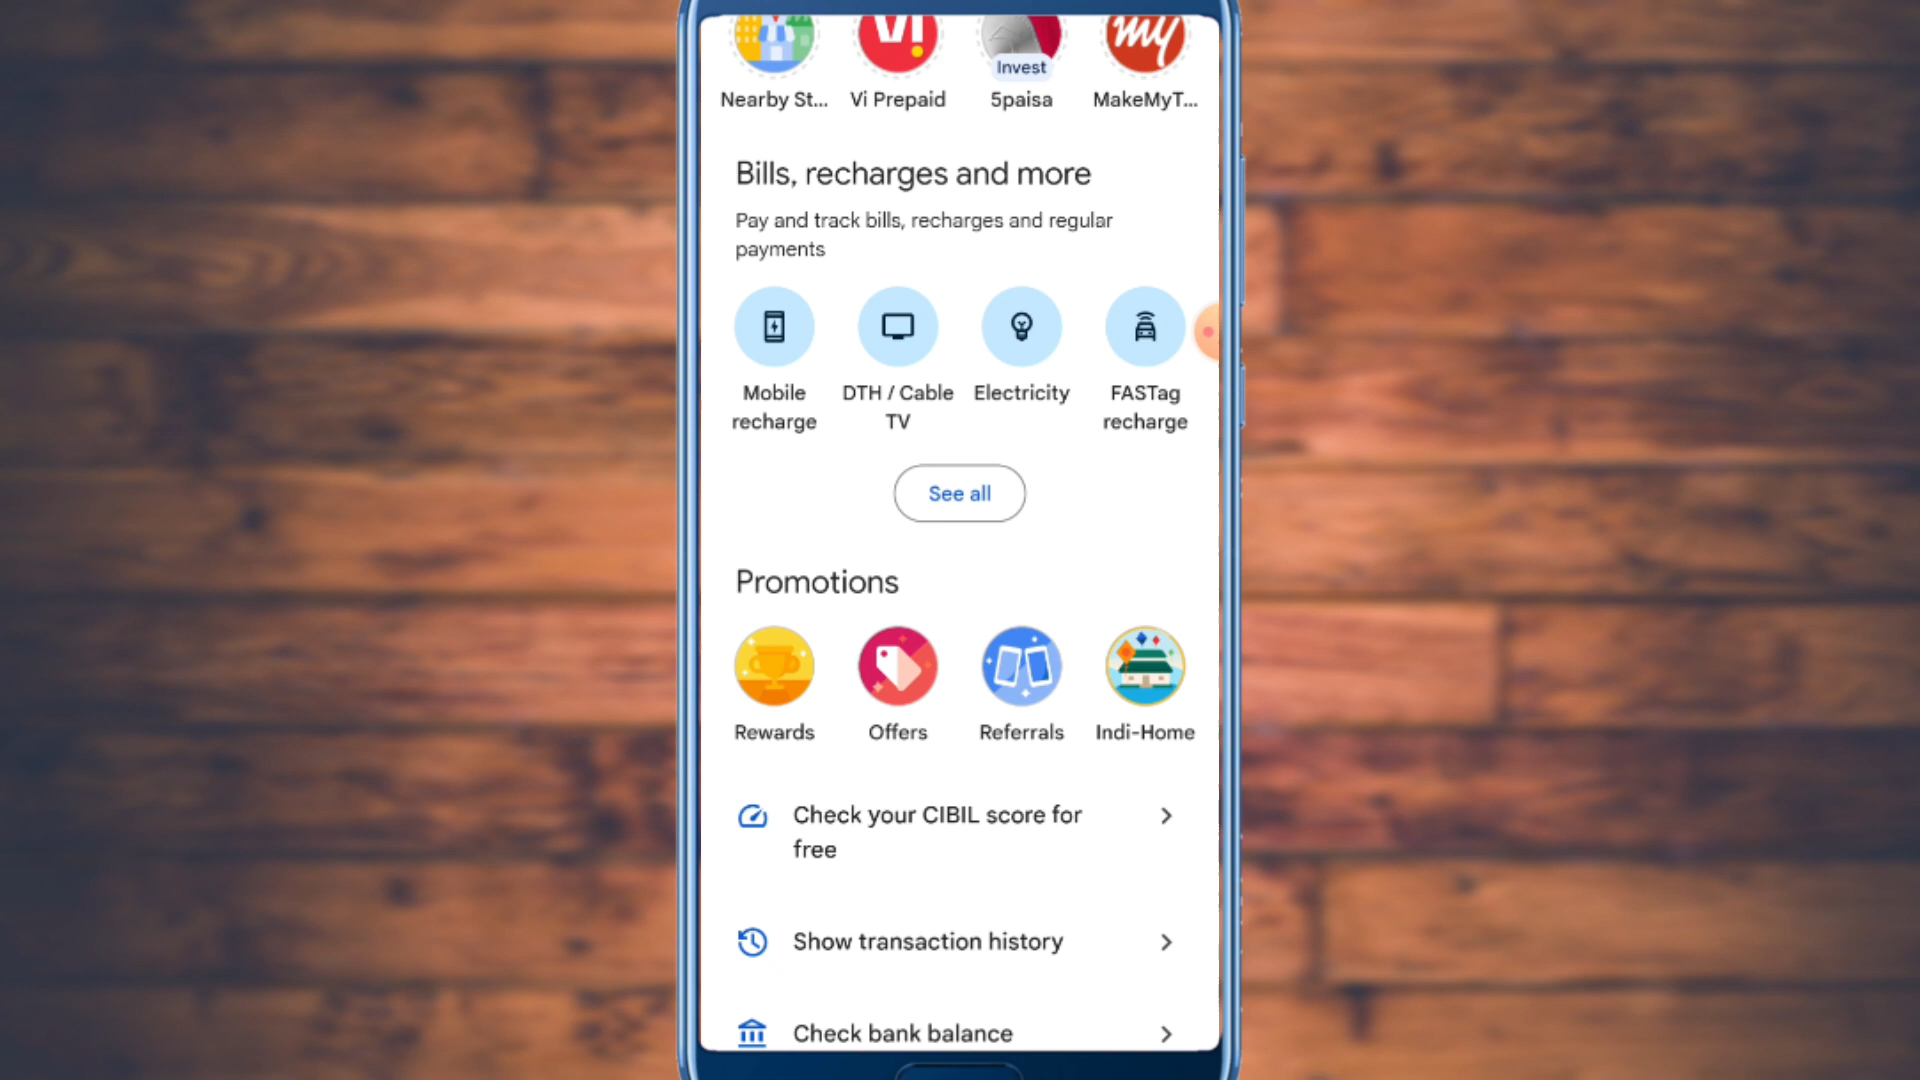 Vi
my
Invest
Nearby St...
Vi Prepaid
5paisa
MakeMyT...
Bills, recharges and more
Pay and track bills, recharges and regular
payments
Mobile
recharge
DTH / Cable
TV
Electricity
FASTag
recharge
See all
Promotions
Rewards
Offers
Referrals
Indi-Home
Check your CIBIL score for
free
Show transaction history
Check bank balance